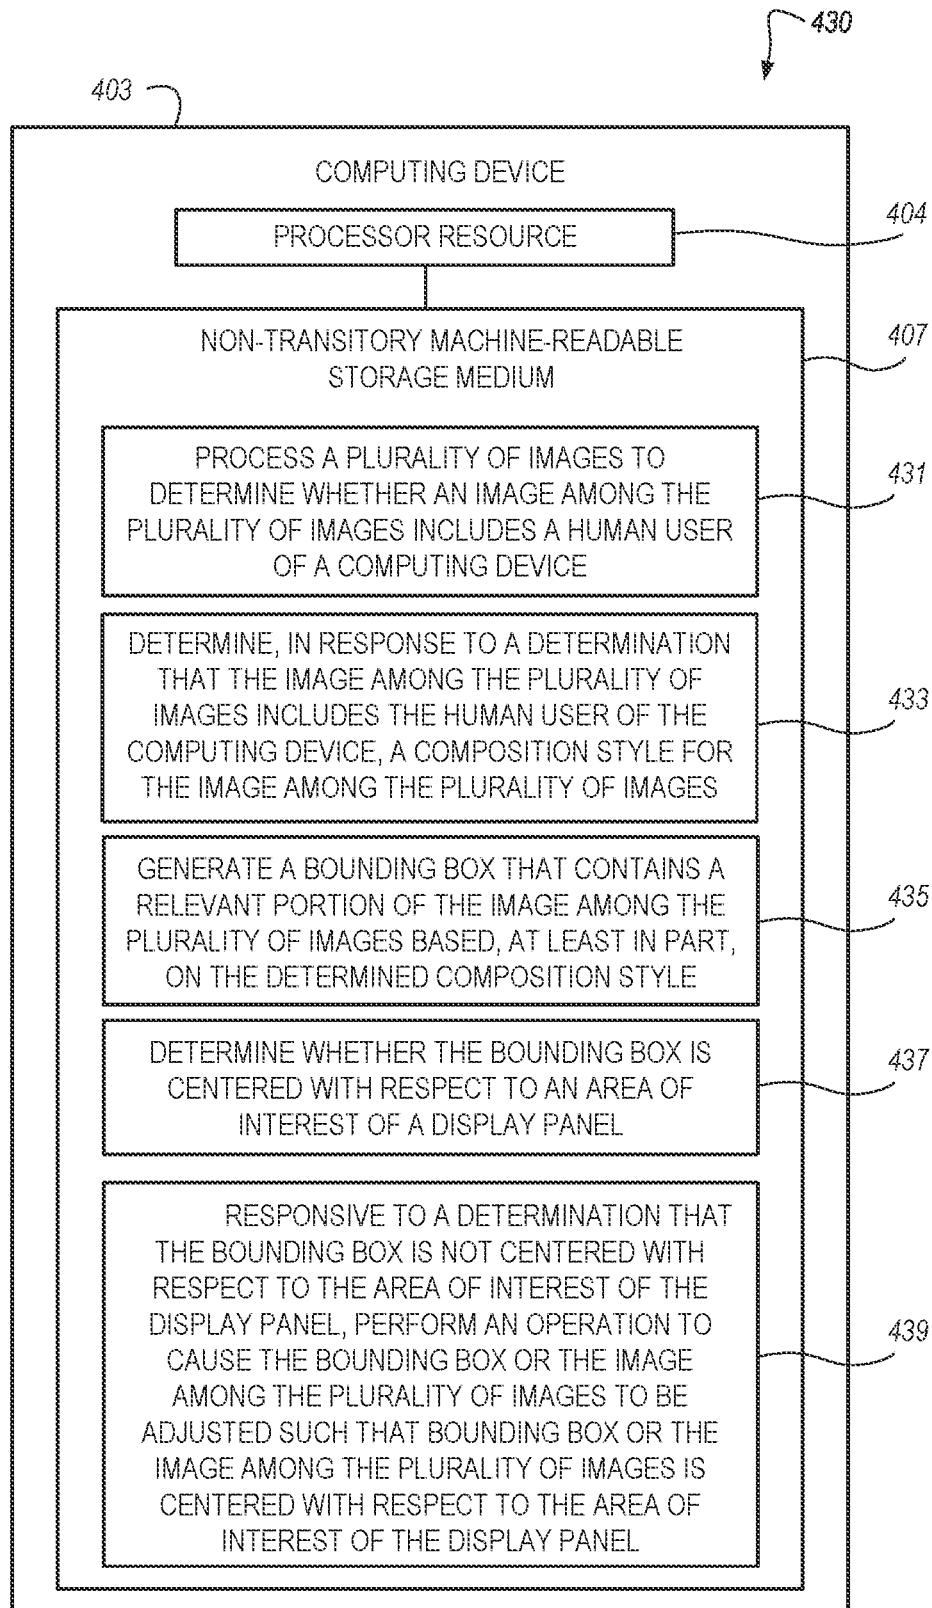 430
403
COMPUTING DEVICE
PROCESSOR RESOURCE
404
NON-TRANSITORY MACHINE-READABLE
STORAGE MEDIUM
407
PROCESS A PLURALITY OF IMAGES TO
DETERMINE WHETHER AN IMAGE AMONG THE
PLURALITY OF IMAGES INCLUDES A HUMAN USER
OF A COMPUTING DEVICE
431
DETERMINE, IN RESPONSE TO A DETERMINATION
THAT THE IMAGE AMONG THE PLURALITY OF
IMAGES INCLUDES THE HUMAN USER OF THE
COMPUTING DEVICE, A COMPOSITION STYLE FOR
THE IMAGE AMONG THE PLURALITY OF IMAGES
433
GENERATE A BOUNDING BOX THAT CONTAINS A
RELEVANT PORTION OF THE IMAGE AMONG THE
PLURALITY OF IMAGES BASED, AT LEAST IN PART,
ON THE DETERMINED COMPOSITION STYLE
435
DETERMINE WHETHER THE BOUNDING BOX IS
CENTERED WITH RESPECT TO AN AREA OF
INTEREST OF A DISPLAY PANEL
437
RESPONSIVE TO A DETERMINATION THAT
THE BOUNDING BOX IS NOT CENTERED WITH
RESPECT TO THE AREA OF INTEREST OF THE
DISPLAY PANEL, PERFORM AN OPERATION TO
CAUSE THE BOUNDING BOX OR THE IMAGE
AMONG THE PLURALITY OF IMAGES TO BE
ADJUSTED SUCH THAT BOUNDING BOX OR THE
IMAGE AMONG THE PLURALITY OF IMAGES IS
CENTERED WITH RESPECT TO THE AREA OF
INTEREST OF THE DISPLAY PANEL
439